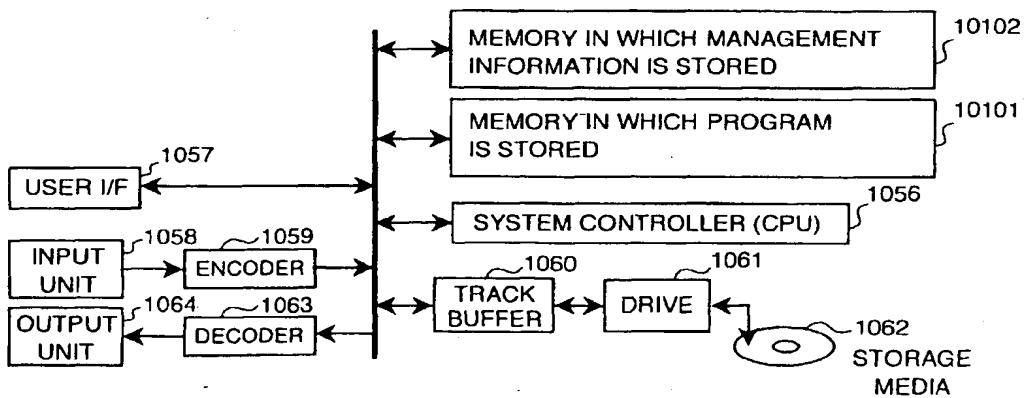 10102
MEMORY IN WHICH MANAGEMENT
INFORMATION IS STORED
10101
MEMORY IN WHICH PROGRAM
IS STORED
1057
USER I/F
1056
SYSTEM CONTROLLER (CPU)
1058
INPUT
UNIT
1059
ENCODER
1060
TRACK
BUFFER
1061
DRIVE
1064
OUTPUT
UNIT
1063
DECODER
1062
STORAGE
MEDIA